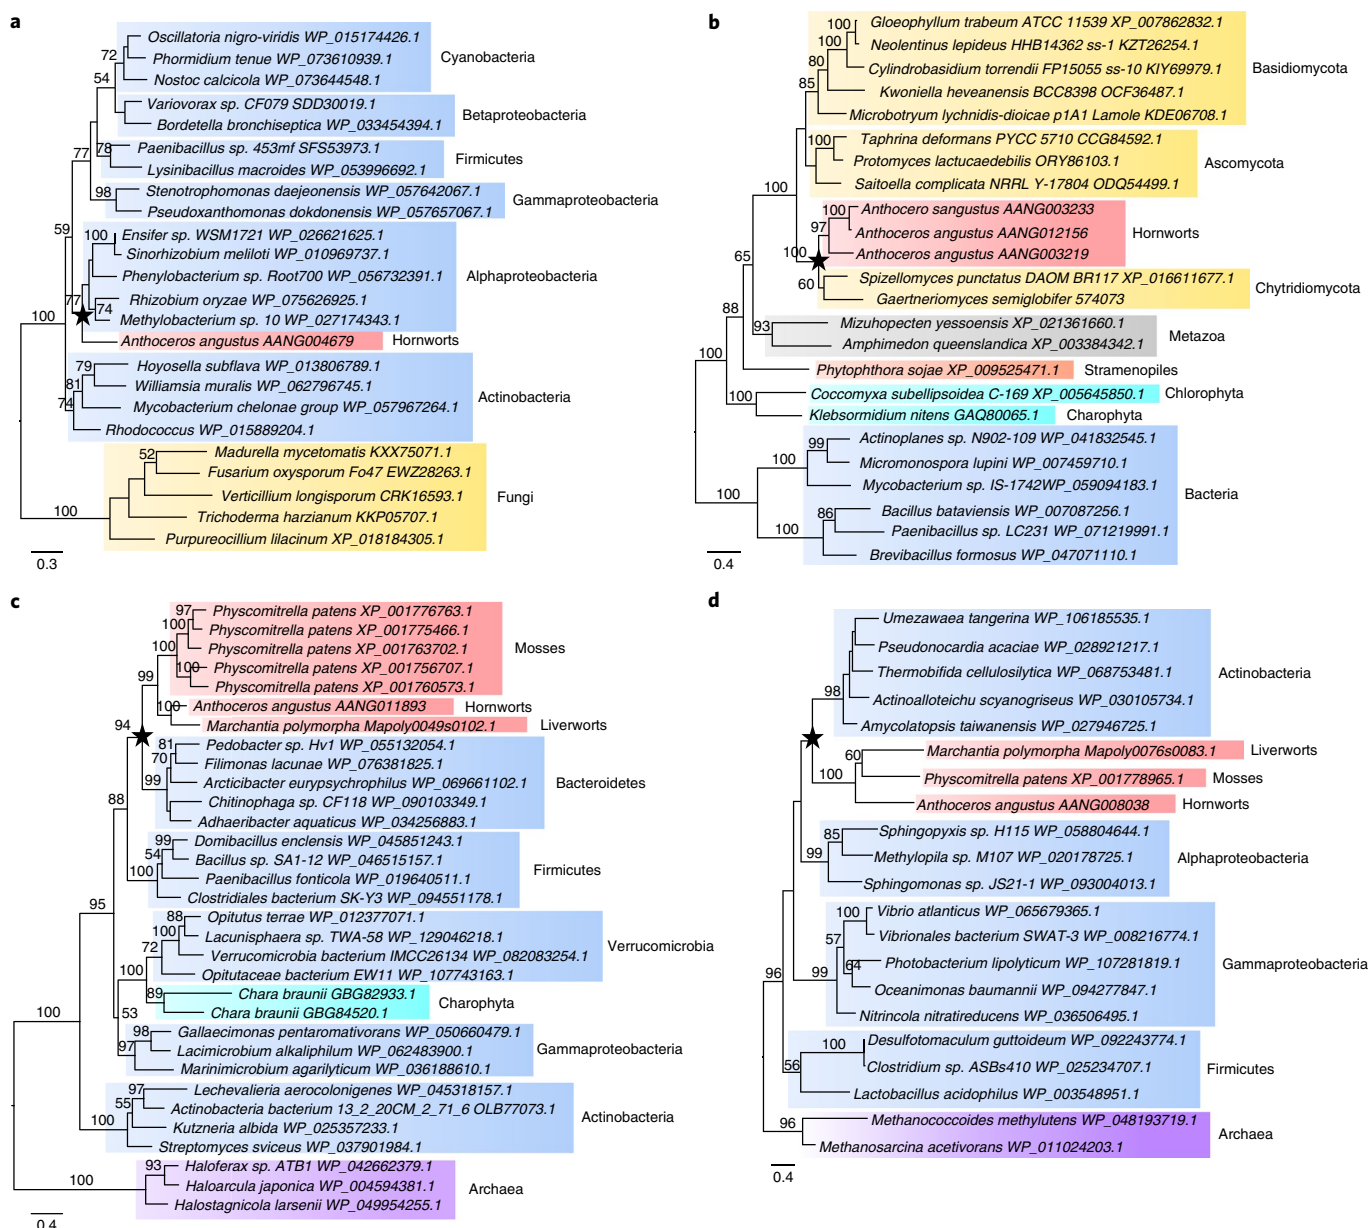 a
Oscillatoria nigro-viridis WP_015174426.1
Phormidium tenue WP_073610939.1
Nostoc calcicola WP_073644548.1
Cyanobacteria
72
54
Variovorax sp. CF079 SDD30019.1
Bordetella bronchiseptica WP_033454394.1
Betaproteobacteria
77
78
Paenibacillus sp. 453mf SFS53973.1
Lysinibacillus macroides WP_053996692.1
Firmicutes
98
Stenotrophomonas daejeonensis WP_057642067.1
Pseudoxanthomonas dokdonensis WP_057657067.1
Gammaproteobacteria
59
100
Ensifer sp. WSM1721 WP_026621625.1
Sinorhizobium meliloti WP_010969737.1
Phenylobacterium sp. Root700 WP_056732391.1
Rhizobium oryzae WP_075626925.1
Methylobacterium sp. 10 WP_027174343.1
Alphaproteobacteria
77
74
Anthoceros angustus AANG004679
Hornworts
100
79
81
74
Hoyosella subflava WP_013806789.1
Williamsia muralis WP_062796745.1
Mycobacterium chelonae group WP_057967264.1
Rhodococcus WP_015889204.1
Actinobacteria
52
100
Madurella mycetomatis KXX75071.1
Fusarium oxysporum Fo47 EWZ28263.1
Verticillium longisporum CRK16593.1
Trichoderma harzianum KKP05707.1
Purpureocillium lilacinum XP_018184305.1
Fungi
0.3
b
100
100
80
85
Gloeophyllum trabeum ATCC 11539 XP_007862832.1
Neolentinus lepideus HHB14362 ss-1 KZT26254.1
Cylindrobasidium torrendii FP15055 ss-10 KIY69979.1
Kwoniella heveanensis BCC8398 OCF36487.1
Microbotryum lychnidis-dioicae p1A1 Lamole KDE06708.1
Basidiomycota
100
Taphrina deformans PYCC 5710 CCG84592.1
Protomyces lactucaedebilis ORY86103.1
Saitoella complicata NRRL Y-17804 ODQ54499.1
Ascomycota
100
100
97
100
Anthocero sangustus AANG003233
Anthoceros angustus AANG012156
Anthoceros angustus AANG003219
Hornworts
65
60
Spizellomyces punctatus DAOM BR117 XP_016611677.1
Gaertneriomyces semiglobifer 574073
Chytridiomycota
88
93
Mizuhopecten yessoensis XP_021361660.1
Amphimedon queenslandica XP_003384342.1
Metazoa
100
Phytophthora sojae XP_009525471.1
Stramenopiles
100
Coccomyxa subellipsoidea C-169 XP_005645850.1
Chlorophyta
Klebsormidium nitens GAQ80065.1
Charophyta
99
100
100
Actinoplanes sp. N902-109 WP_041832545.1
Micromonospora lupini WP_007459710.1
Mycobacterium sp. IS-1742WP_059094183.1
Bacteria
86
100
Bacillus bataviensis WP_007087256.1
Paenibacillus sp. LC231 WP_071219991.1
Brevibacillus formosus WP_047071110.1
0.4
c
97
100
100
100
Physcomitrella patens XP_001776763.1
Physcomitrella patens XP_001775466.1
Physcomitrella patens XP_001763702.1
Physcomitrella patens XP_001756707.1
Physcomitrella patens XP_001760573.1
Mosses
99
100
Anthoceros angustus AANG011893
Hornworts
Marchantia polymorpha Mapoly0049s0102.1
Liverworts
94
81
70
99
Pedobacter sp. Hv1 WP_055132054.1
Filimonas lacunae WP_076381825.1
Arcticibacter eurypsychrophilus WP_069661102.1
Chitinophaga sp. CF118 WP_090103349.1
Adhaeribacter aquaticus WP_034256883.1
Bacteroidetes
88
99
54
100
Domibacillus enclensis WP_045851243.1
Bacillus sp. SA1-12 WP_046515157.1
Paenibacillus fonticola WP_019640511.1
Clostridiales bacterium SK-Y3 WP_094551178.1
Firmicutes
95
88
100
72
Opitutus terrae WP_012377071.1
Lacunisphaera sp. TWA-58 WP_129046218.1
Verrucomicrobia bacterium IMCC26134 WP_082083254.1
Opitutaceae bacterium EW11 WP_107743163.1
Verrucomicrobia
100
89
Chara braunii GBG82933.1
Chara braunii GBG84520.1
Charophyta
53
98
97
Gallaecimonas pentaromativorans WP_050660479.1
Lacimicrobium alkaliphilum WP_062483900.1
Marinimicrobium agarilyticum WP_036188610.1
Gammaproteobacteria
100
97
55
100
Lechevalieria aerocolonigenes WP_045318157.1
Actinobacteria bacterium 13_2_20CM_2_71_6 OLB77073.1
Kutzneria albida WP_025357233.1
Streptomyces sviceus WP_037901984.1
Actinobacteria
93
100
Haloferax sp. ATB1 WP_042662379.1
Haloarcula japonica WP_004594381.1
Halostagnicola larsenii WP_049954255.1
Archaea
0.4
d
98
Umezawaea tangerina WP_106185535.1
Pseudonocardia acaciae WP_028921217.1
Thermobifida cellulosilytica WP_068753481.1
Actinoalloteichu scyanogriseus WP_030105734.1
Amycolatopsis taiwanensis WP_027946725.1
Actinobacteria
60
100
Marchantia polymorpha Mapoly0076s0083.1
Liverworts
Physcomitrella patens XP_001778965.1
Mosses
Anthoceros angustus AANG008038
Hornworts
85
99
Sphingopyxis sp. H115 WP_058804644.1
Methylopila sp. M107 WP_020178725.1
Sphingomonas sp. JS21-1 WP_093004013.1
Alphaproteobacteria
100
57
64
99
Vibrio atlanticus WP_065679365.1
Vibrionales bacterium SWAT-3 WP_008216774.1
Photobacterium lipolyticum WP_107281819.1
Oceanimonas baumannii WP_094277847.1
Nitrincola nitratireducens WP_036506495.1
Gammaproteobacteria
96
100
56
Desulfotomaculum guttoideum WP_092243774.1
Clostridium sp. ASBs410 WP_025234707.1
Lactobacillus acidophilus WP_003548951.1
Firmicutes
96
Methanococcoides methylutens WP_048193719.1
Methanosarcina acetivorans WP_011024203.1
Archaea
0.4